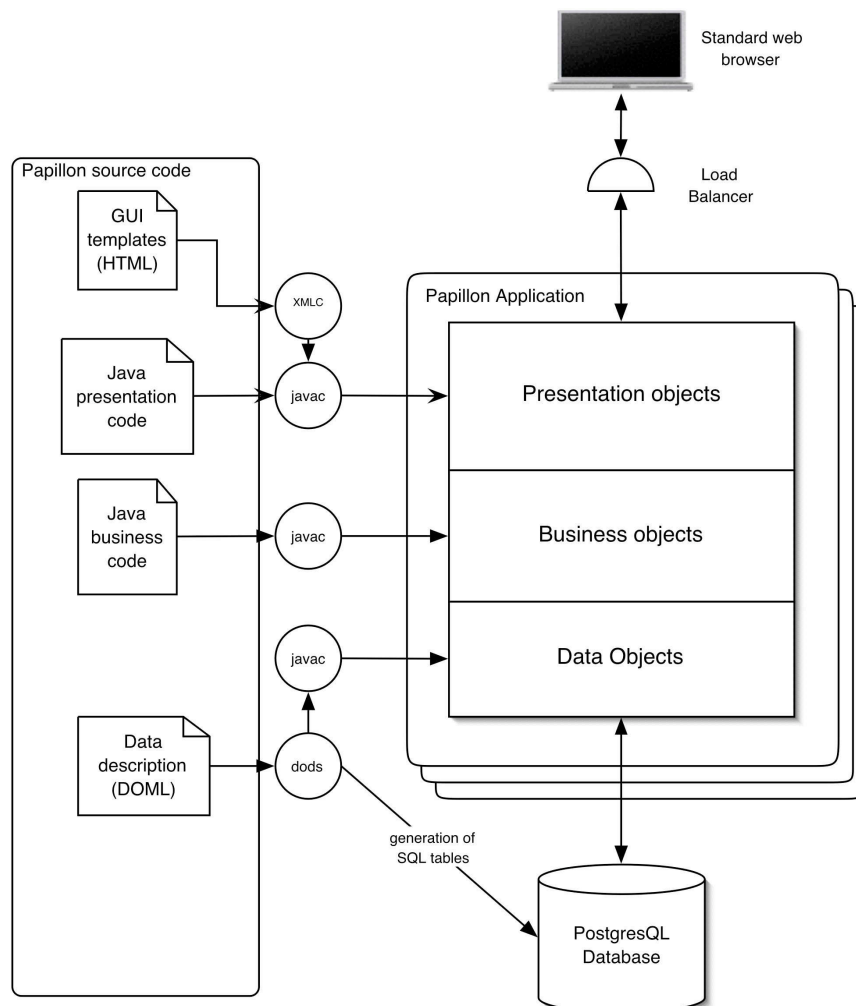 Standard web
browser
Load
Balancer
Papillon source code
GUI
templates
(HTML)
XMLC
Papillon Application
Java
presentation
code
javac
Presentation objects
Java
business
code
javac
Business objects
javac
Data Objects
Data
description
(DOML)
dods
generation of
SQL tables
PostgresQL
Database